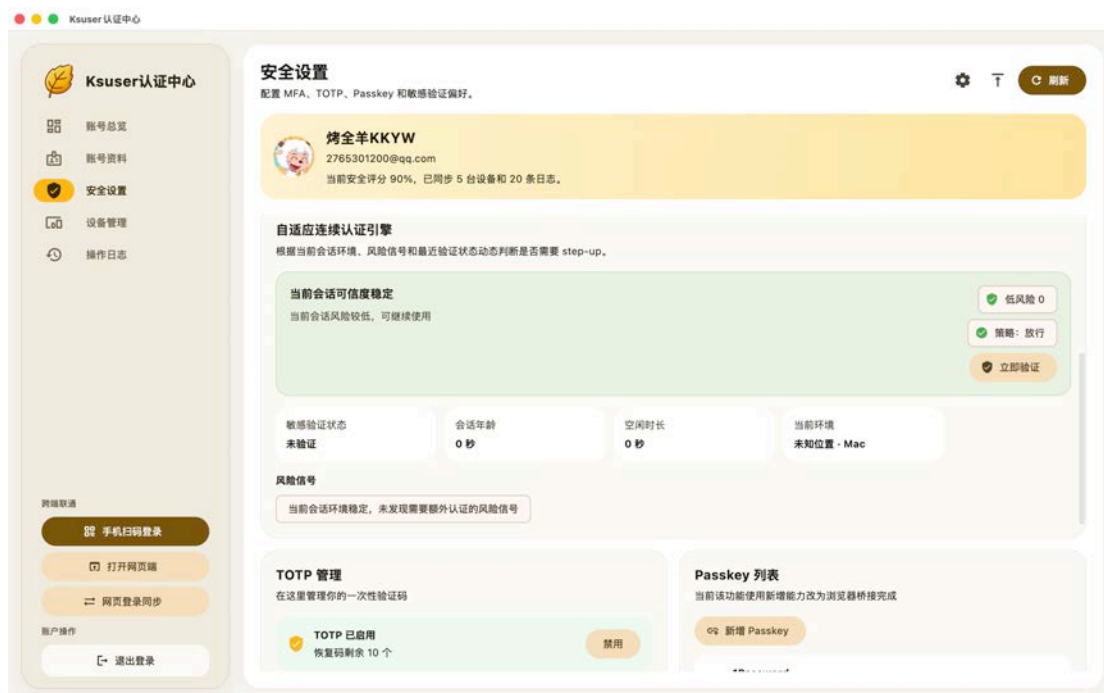 Ksuser 认证中心
Ksuser认证中心
账号总览
账号资料
安全设置
设备管理
操作日志
跨端联通
手机扫码登录
打开网页端
网页登录同步
账户操作
退出登录
安全设置
配置 MFA、TOTP、Passkey 和敏感验证偏好。
刷新
烤全羊KKYW
2765301200@qq.com
当前安全评分 90%，已同步 5 台设备和 20 条日志。
自适应连续认证引擎
根据当前会话环境、风险信号和最近验证状态动态判断是否需要 step-up。
当前会话可信度稳定
当前会话风险较低，可继续使用
低风险 0
策略：放行
立即验证
敏感验证状态
未验证
会话年龄
0 秒
空闲时长
0 秒
当前环境
未知位置 · Mac
风险信号
当前会话环境稳定，未发现需要额外认证的风险信号
TOTP 管理
在这里管理你的一次性验证码
TOTP 已启用
恢复码剩余 10 个
禁用
Passkey 列表
当前该功能使用新增能力改为浏览器桥接完成
新增 Passkey